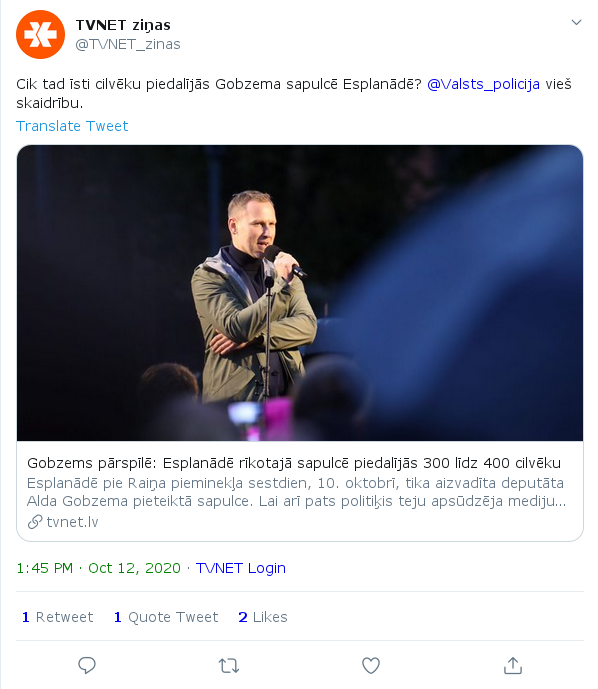 TVNET ziņas
@TVNET_zinas
Cik tad īsti cilvēku piedalījās Gobzema sapulcē Esplanādē? @Valsts_policija vieš
skaidrību.
Translate Tweet
Gobzems pārspīlē: Esplanādē rīkotajā sapulcē piedalījās 300 līdz 400 cilvēku
Esplanādē pie Raiņa pieminekļa sestdien, 10. oktobrī, tika aizvadīta deputāta
Alda Gobzema pieteiktā sapulce. Lai arī pats politiķis teju apsūdzēja mediju...
tvnet.lv
1:45 PM · Oct 12, 2020 · TVNET Login
1 Retweet 1 Quote Tweet 2 Likes